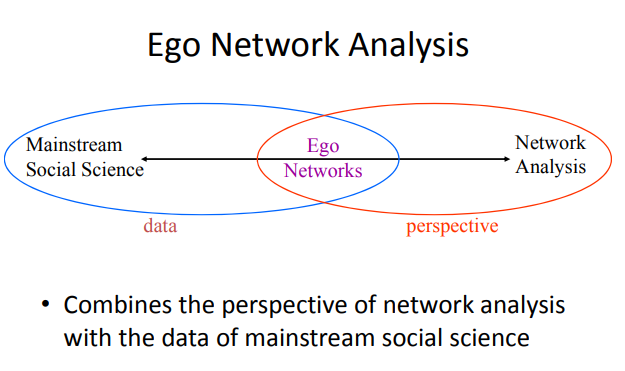 Ego Network Analysis
Mainstream
Social Science
Ego
Networks
Network
Analysis
data
perspective
• Combines the perspective of network analysis
with the data of mainstream social science